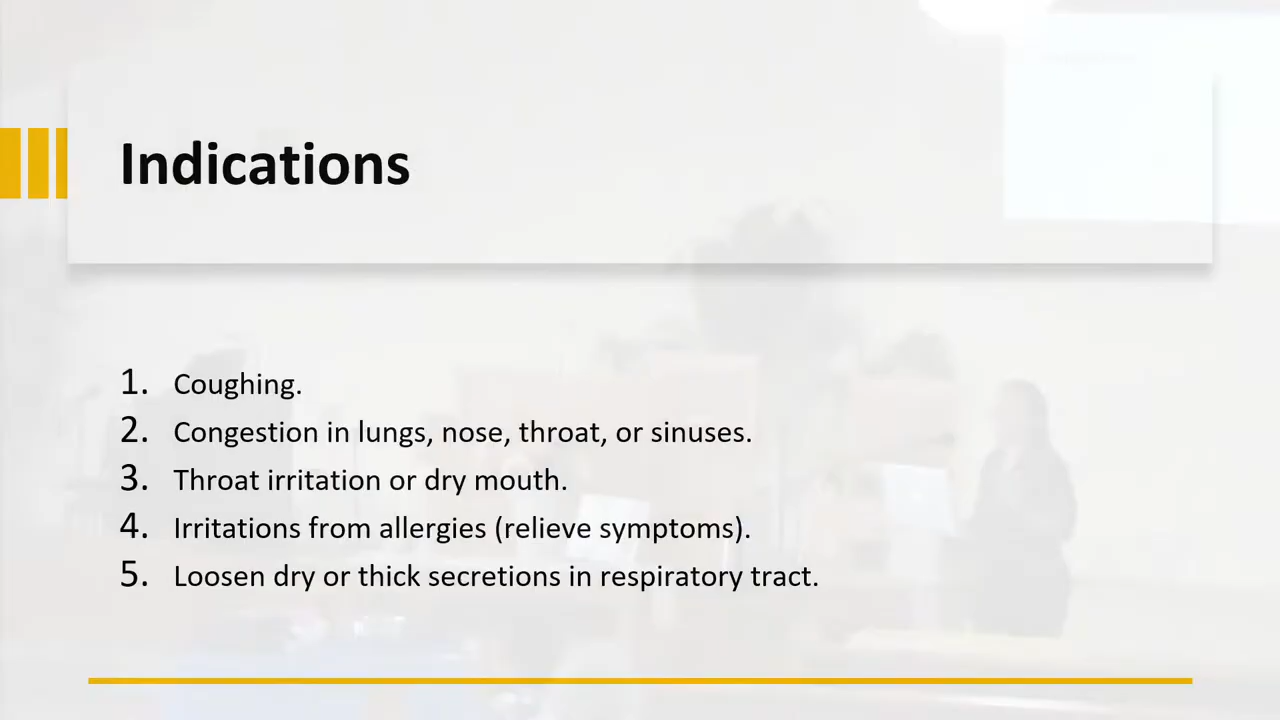 Indications
1. Coughing.
2. Congestion in lungs, nose, throat, or sinuses.
3. Throat irritation or dry mouth.
4. Irritations from allergies (relieve symptoms).
5. Loosen dry or thick secretions in respiratory tract.